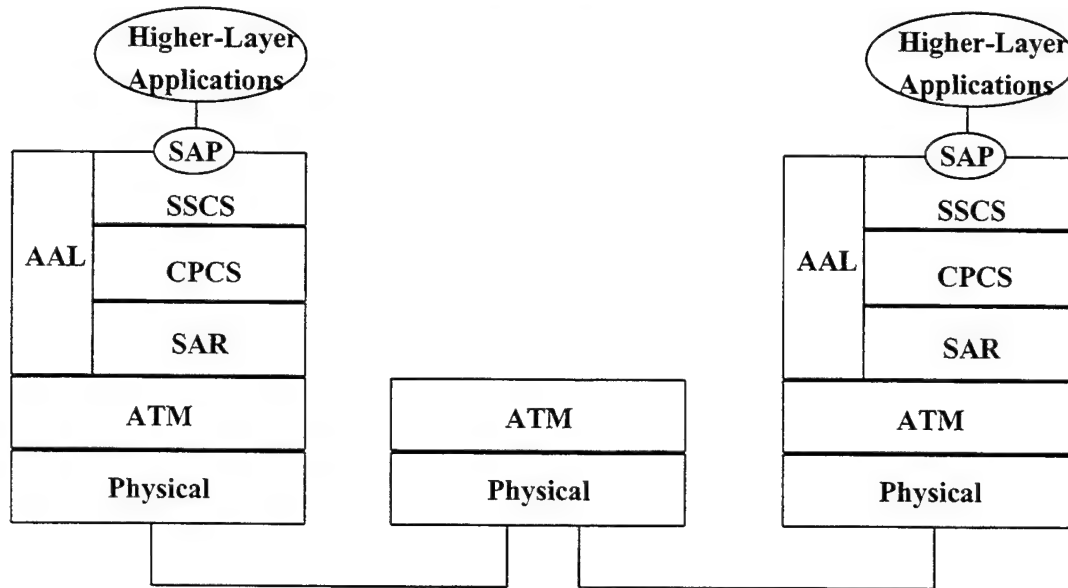 Higher-Layer
Applications
SAP
SSCS
AAL
CPCS
SAR
ATM
Physical
ATM
Physical
Higher-Layer
Applications
SAP
SSCS
AAL
CPCS
SAR
ATM
Physical